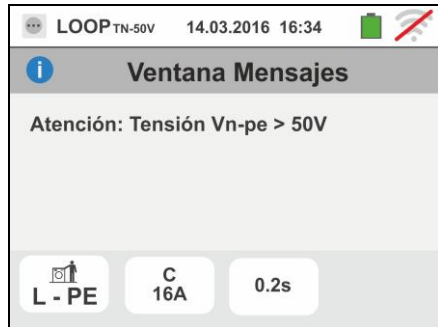 LOOP TN-50V 14.03.2016 16:34
Ventana Mensajes
Atención: Tensión Vn-pe > 50V
L - PE
C
16A
0.2s